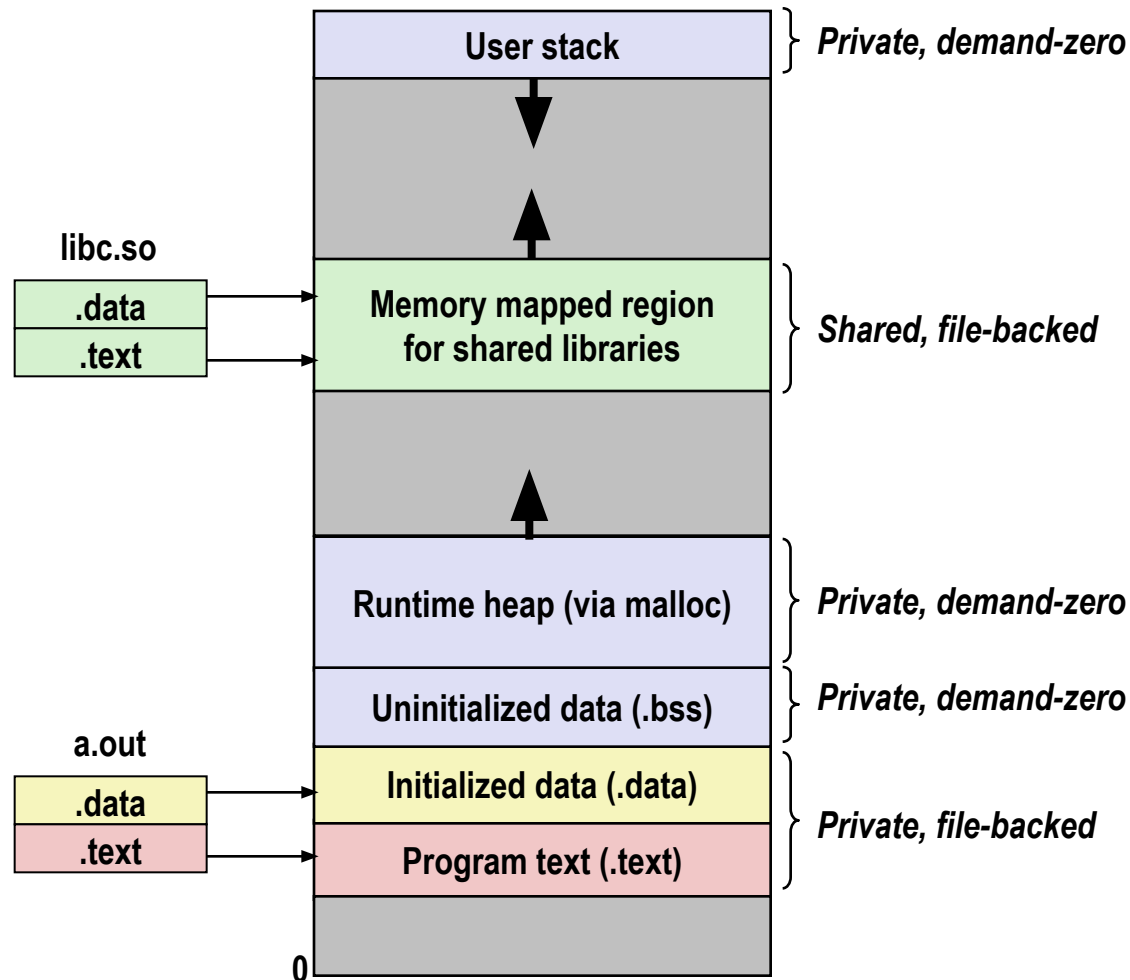 User stack
Private, demand-zero
libc.so
.data
.text
Memory mapped region
for shared libraries
Shared, file-backed
Runtime heap (via malloc)
Private, demand-zero
Uninitialized data (.bss)
Private, demand-zero
a.out
.data
.text
Initialized data (.data)
Program text (.text)
Private, file-backed
0